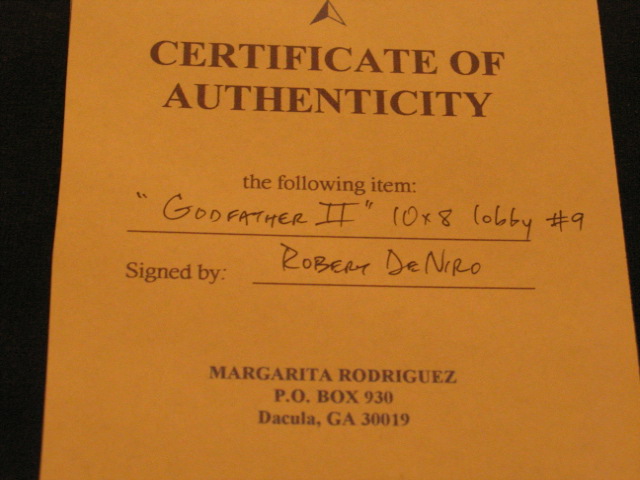 CERTIFICATE OF
AUTHENTICITY
the following item:
"GODFATHER II" 10x8 lobby #9
Signed by: ROBERT DENIRO
MARGARITA RODRIGUEZ
P.O. BOX 930
Dacula, GA 30019